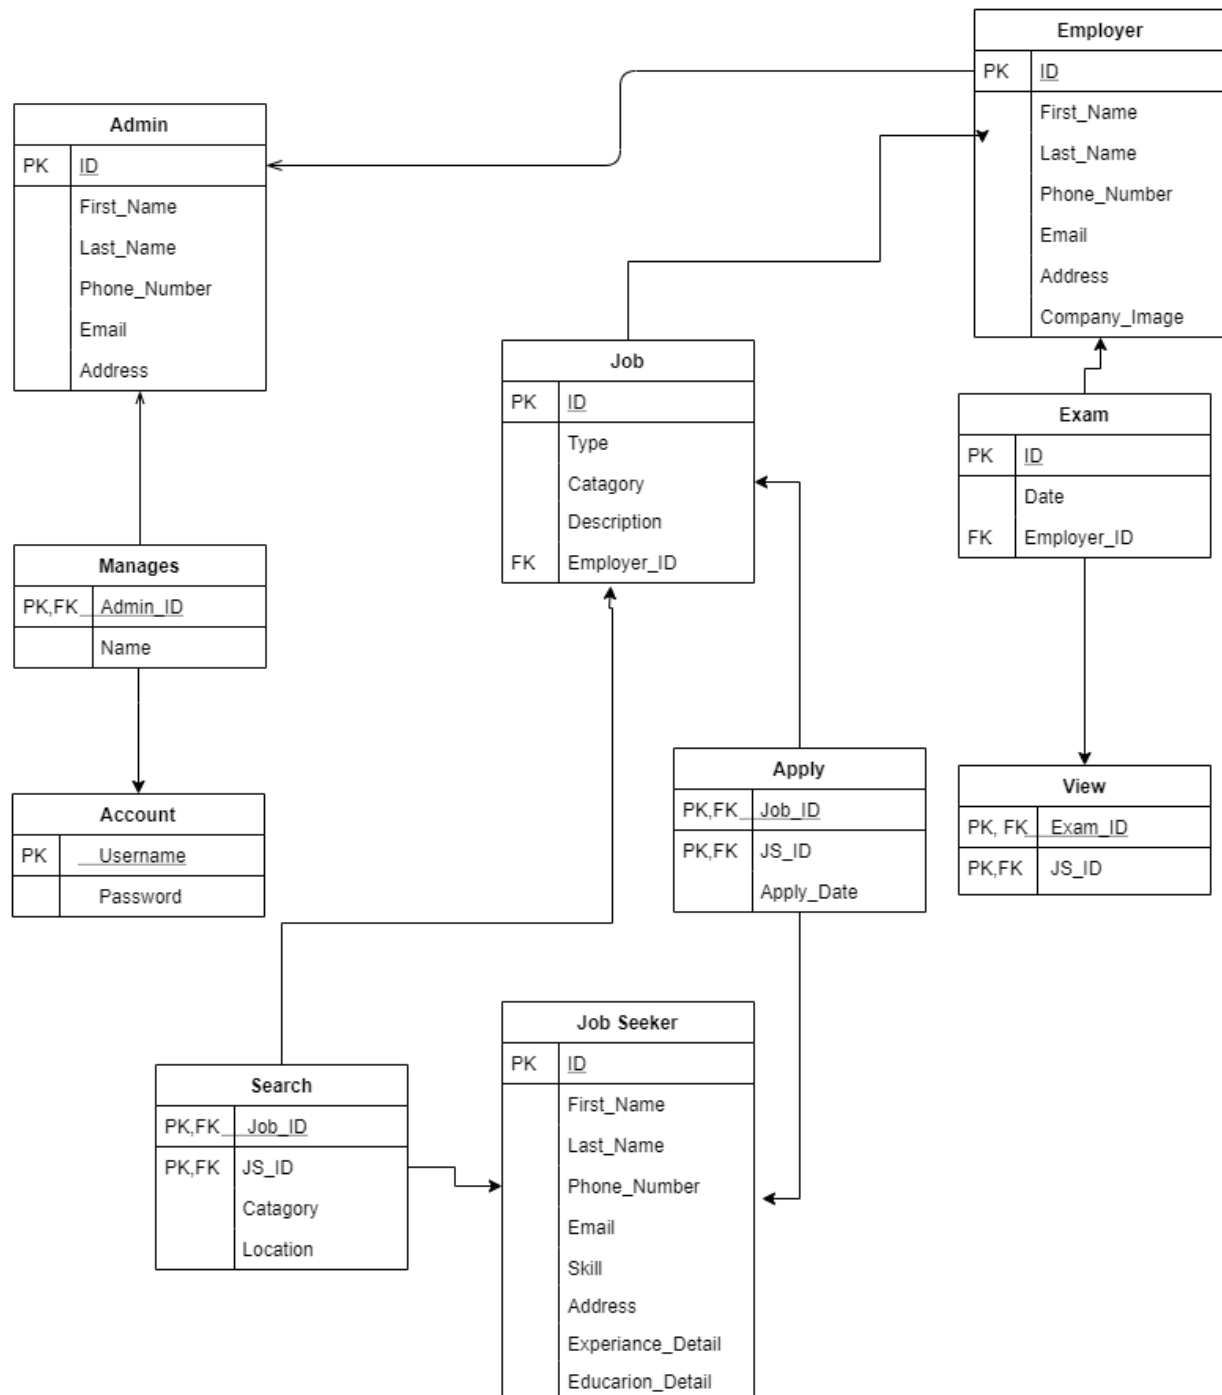 Employer
PK ID
First_Name
Last_Name
Phone_Number
Email
Address
Company_Image
Admin
PK ID
First_Name
Last_Name
Phone_Number
Email
Address
Job
PK ID
Type
Catagory
Description
FK Employer_ID
Exam
PK ID
Date
FK Employer_ID
Manages
PK,FK Admin_ID
Name
Account
PK Username
Password
Apply
PK,FK Job_ID
PK,FK JS_ID
Apply_Date
View
PK, FK Exam_ID
PK,FK JS_ID
Search
PK,FK Job_ID
PK,FK JS_ID
Catagory
Location
Job Seeker
PK ID
First_Name
Last_Name
Phone_Number
Email
Skill
Address
Experiance_Detail
Educarion_Detail